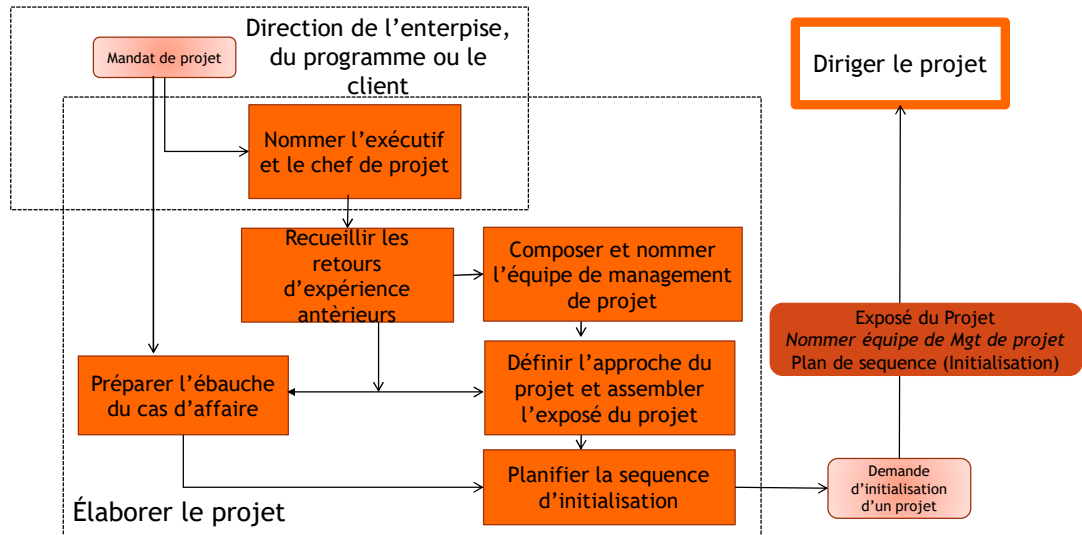 Direction de l’enterpise,
du programme ou le
client
Mandat de projet
Diriger le projet
Nommer l’exécutif
et le chef de projet
Recueillir les
retours
d’expérience
antèrieurs
Composer et nommer
l’équipe de management
de projet
Exposé du Projet
Nommer équipe de Mgt de projet
Plan de sequence (Initialisation)
Préparer l’ébauche
du cas d’affaire
Définir l’approche du
projet et assembler
l’exposé du projet
Planifier la sequence
d’initialisation
Demande
d’initialisation
d’un projet
Élaborer le projet